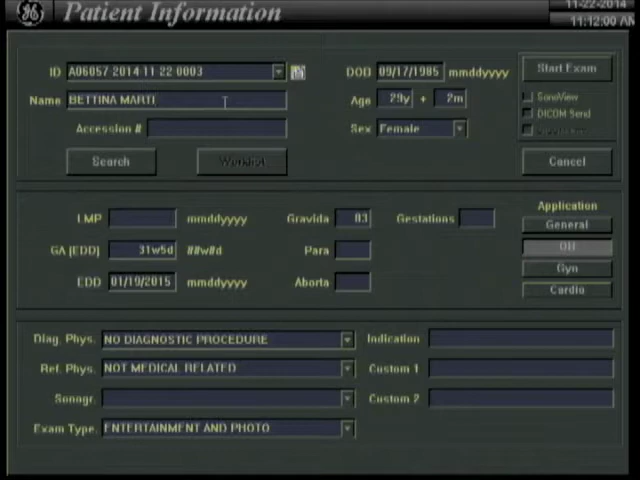 Patient Information
11-22-2014
11:12:00 AM
ID A06057 2014 11 22 0003 DOB 09/17/1985 mmddyyyy Start Exam
Name BETTINA MARTI Age 29y + 2m SonoView
DICOM Send
Accession # Sex Female
Search Worklist Cancel
Application
LMP mmddyyyy Gravida 03 Gestations General
GA [EDD] 31w5d ##w#d Para OB
Gyn
EDD 01/19/2015 mmddyyyy Aborta Cardio
Diag. Phys. NO DIAGNOSTIC PROCEDURE Indication
Ref. Phys. NOT MEDICAL RELATED Custom 1
Sonogr. Custom 2
Exam Type. ENTERTAINMENT AND PHOTO